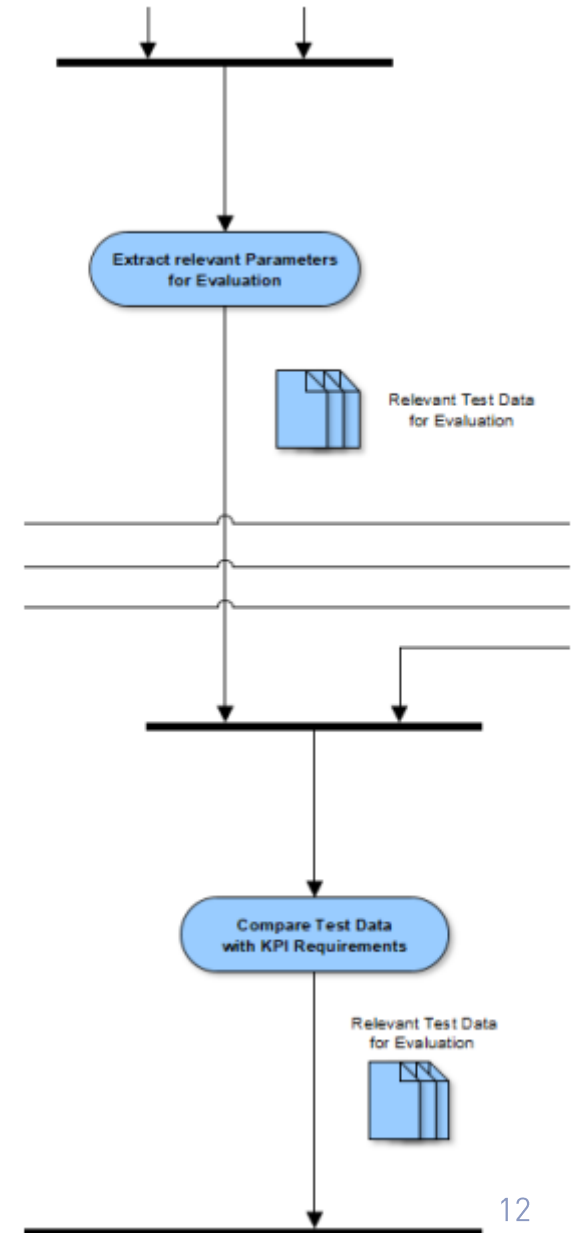 Extract relevant Parameters
for Evaluation
Relevant Test Data
for Evaluation
Compare Test Data
with KPI Requirements
Relevant Test Data
for Evaluation
12